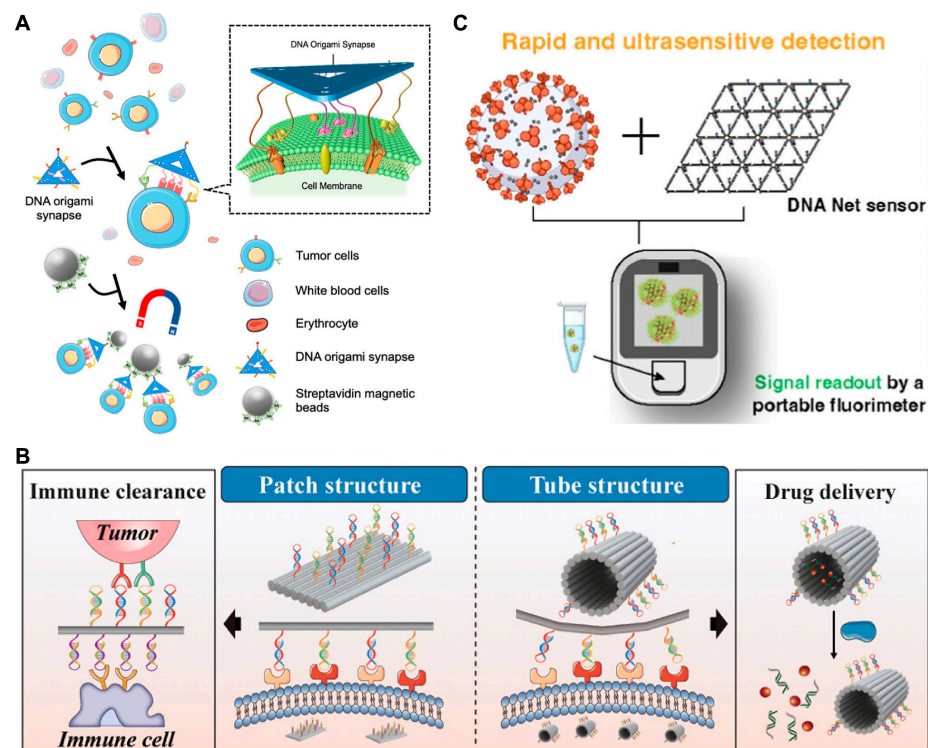 A
DNA Origami Synapse
Cell Membrane
DNA origami
synapse
Tumor cells
White blood cells
Erythrocyte
DNA origami synapse
Streptavidin magnetic
beads
C
Rapid and ultrasensitive detection
DNA Net sensor
Signal readout by a
portable fluorimeter
B
Immune clearance
Tumor
Immune cell
Patch structure
Tube structure
Drug delivery